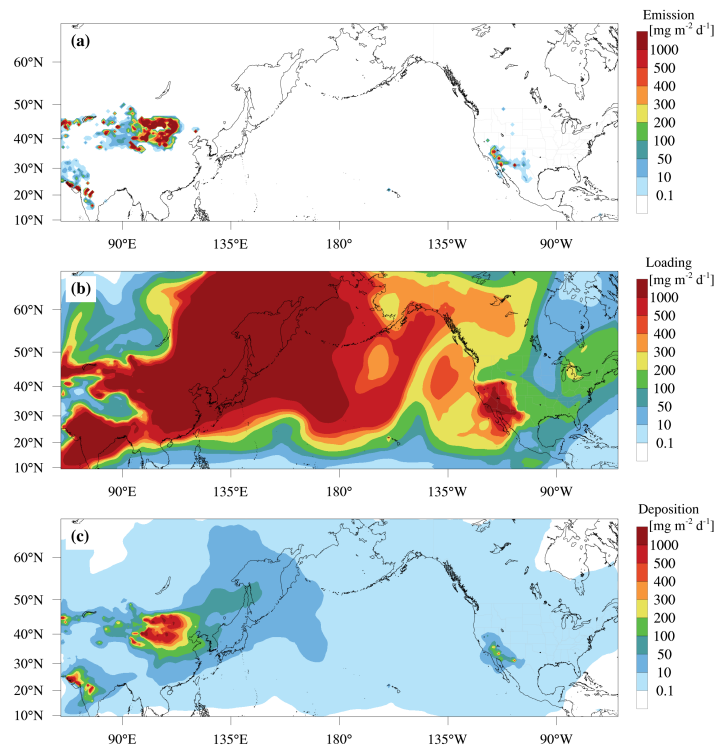 Emission
[mg m⁻² d⁻¹]
(a)
60°N
50°N
40°N
30°N
20°N
10°N
90°E
135°E
180°
135°W
90°W
1000
500
400
300
200
100
50
10
0.1
Loading
[mg m⁻² d⁻¹]
(b)
60°N
50°N
40°N
30°N
20°N
10°N
90°E
135°E
180°
135°W
90°W
1000
500
400
300
200
100
50
10
0.1
Deposition
[mg m⁻² d⁻¹]
(c)
60°N
50°N
40°N
30°N
20°N
10°N
90°E
135°E
180°
135°W
90°W
1000
500
400
300
200
100
50
10
0.1